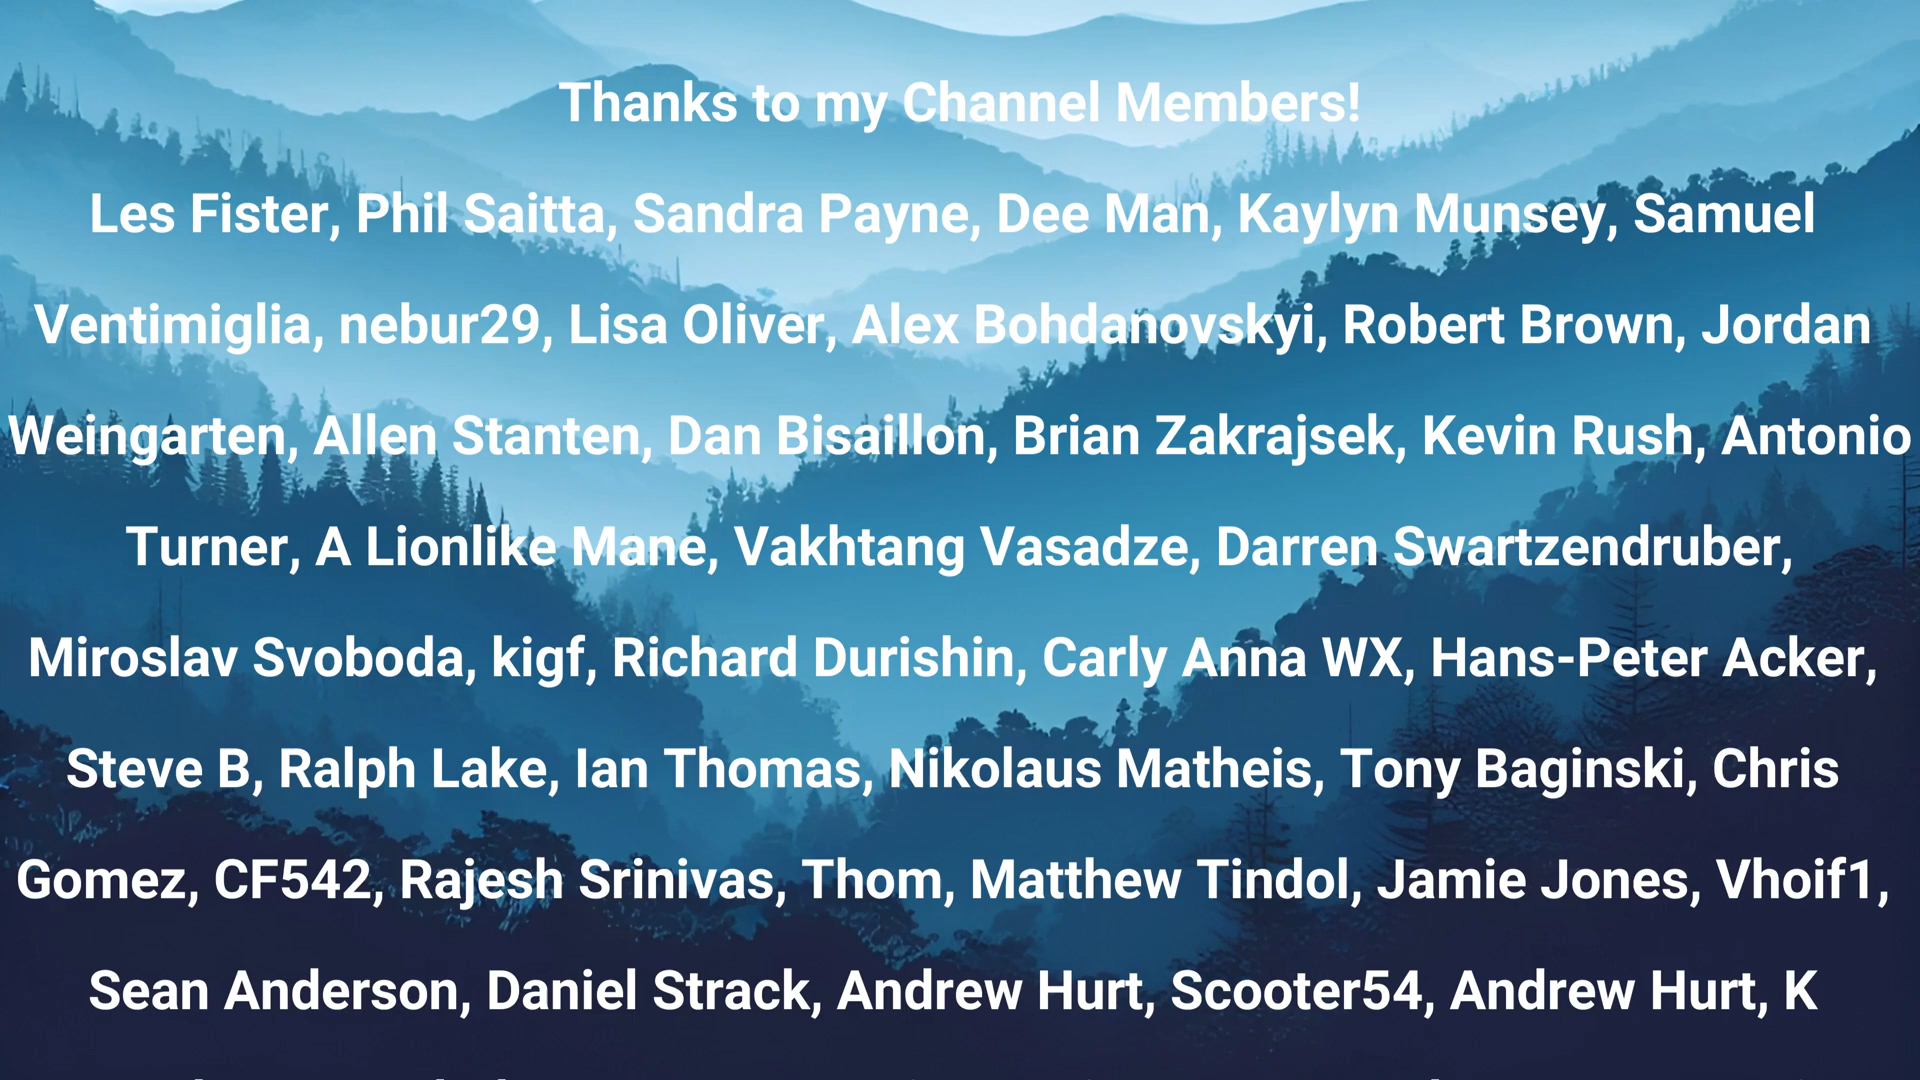 Thanks to my Channel Members!
Les Fister, Phil Saitta, Sandra Payne, Dee Man, Kaylyn Munsey, Samuel
Ventimiglia, nebur29, Lisa Oliver, Alex Bohdanovskyi, Robert Brown, Jordan
Weingarten, Allen Stanten, Dan Bisaillon, Brian Zakrajsek, Kevin Rush, Antonio
Turner, A Lionlike Mane, Vakhtang Vasadze, Darren Swartzendruber,
Miroslav Svoboda, kigf, Richard Durishin, Carly Anna WX, Hans-Peter Acker,
Steve B, Ralph Lake, Ian Thomas, Nikolaus Matheis, Tony Baginski, Chris
Gomez, CF542, Rajesh Srinivas, Thom, Matthew Tindol, Jamie Jones, Vhoif1,
Sean Anderson, Daniel Strack, Andrew Hurt, Scooter54, Andrew Hurt, K